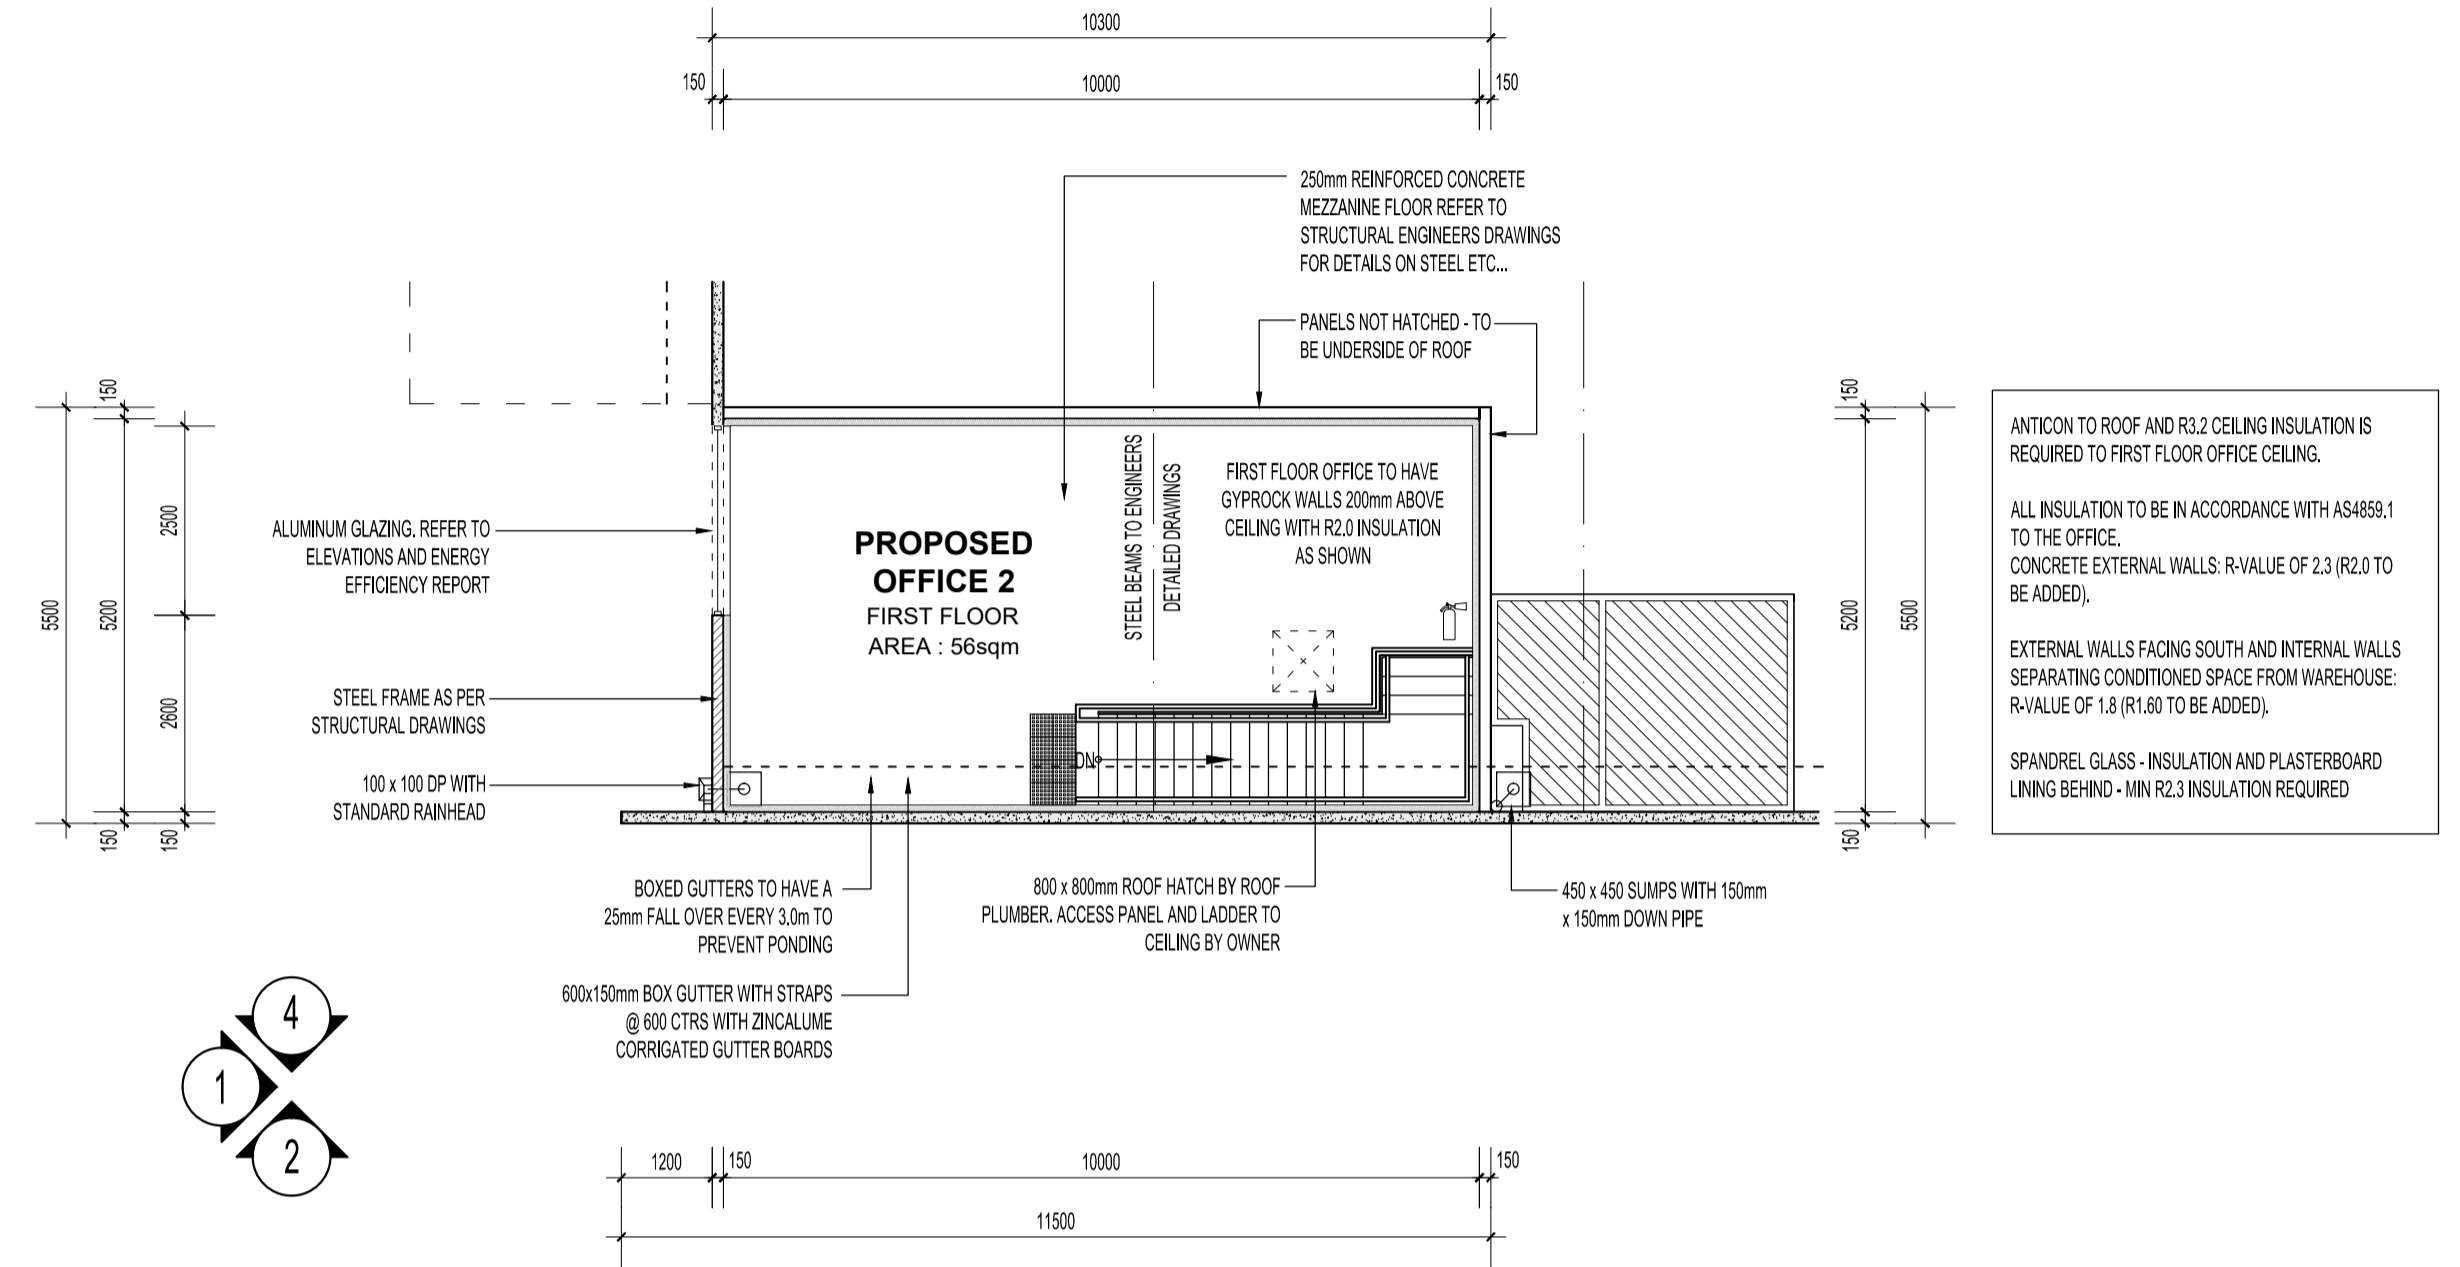 10300
150
10000
150
250mm REINFORCED CONCRETE
MEZZANINE FLOOR REFER TO
STRUCTURAL ENGINEERS DRAWINGS
FOR DETAILS ON STEEL ETC...
PANELS NOT HATCHED - TO
BE UNDERSIDE OF ROOF
150
5500
5200
2500
2600
150
150
ALUMINUM GLAZING. REFER TO
ELEVATIONS AND ENERGY
EFFICIENCY REPORT
STEEL FRAME AS PER
STRUCTURAL DRAWINGS
100 x 100 DP WITH
STANDARD RAINHEAD
PROPOSED
OFFICE 2
FIRST FLOOR
AREA : 56sqm
STEEL BEAMS TO ENGINEERS
DETAILED DRAWINGS
FIRST FLOOR OFFICE TO HAVE
GYPROCK WALLS 200mm ABOVE
CEILING WITH R2.0 INSULATION
AS SHOWN
DN
150
5200
5500
150
ANTICON TO ROOF AND R3.2 CEILING INSULATION IS
REQUIRED TO FIRST FLOOR OFFICE CEILING.
ALL INSULATION TO BE IN ACCORDANCE WITH AS4859.1
TO THE OFFICE.
CONCRETE EXTERNAL WALLS: R-VALUE OF 2.3 (R2.0 TO
BE ADDED).
EXTERNAL WALLS FACING SOUTH AND INTERNAL WALLS
SEPARATING CONDITIONED SPACE FROM WAREHOUSE:
R-VALUE OF 1.8 (R1.60 TO BE ADDED).
SPANDREL GLASS - INSULATION AND PLASTERBOARD
LINING BEHIND - MIN R2.3 INSULATION REQUIRED
BOXED GUTTERS TO HAVE A
25mm FALL OVER EVERY 3.0m TO
PREVENT PONDING
600x150mm BOX GUTTER WITH STRAPS
@ 600 CTRS WITH ZINCALUME
CORRIGATED GUTTER BOARDS
800 x 800mm ROOF HATCH BY ROOF
PLUMBER. ACCESS PANEL AND LADDER TO
CEILING BY OWNER
450 x 450 SUMPS WITH 150mm
x 150mm DOWN PIPE
4
1
2
1200
150
10000
150
11500